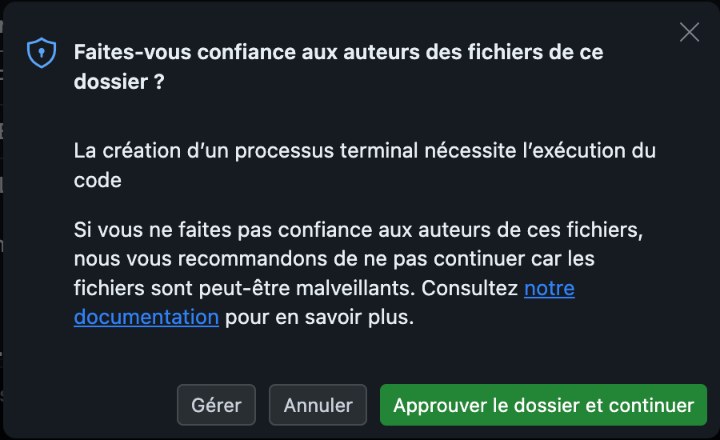 Faites-vous confiance aux auteurs des fichiers de ce
dossier ?
La création d’un processus terminal nécessite l’exécution du
code
Si vous ne faites pas confiance aux auteurs de ces fichiers,
nous vous recommandons de ne pas continuer car les
fichiers sont peut-être malveillants. Consultez notre
documentation pour en savoir plus.
Gérer
Annuler
Approuver le dossier et continuer